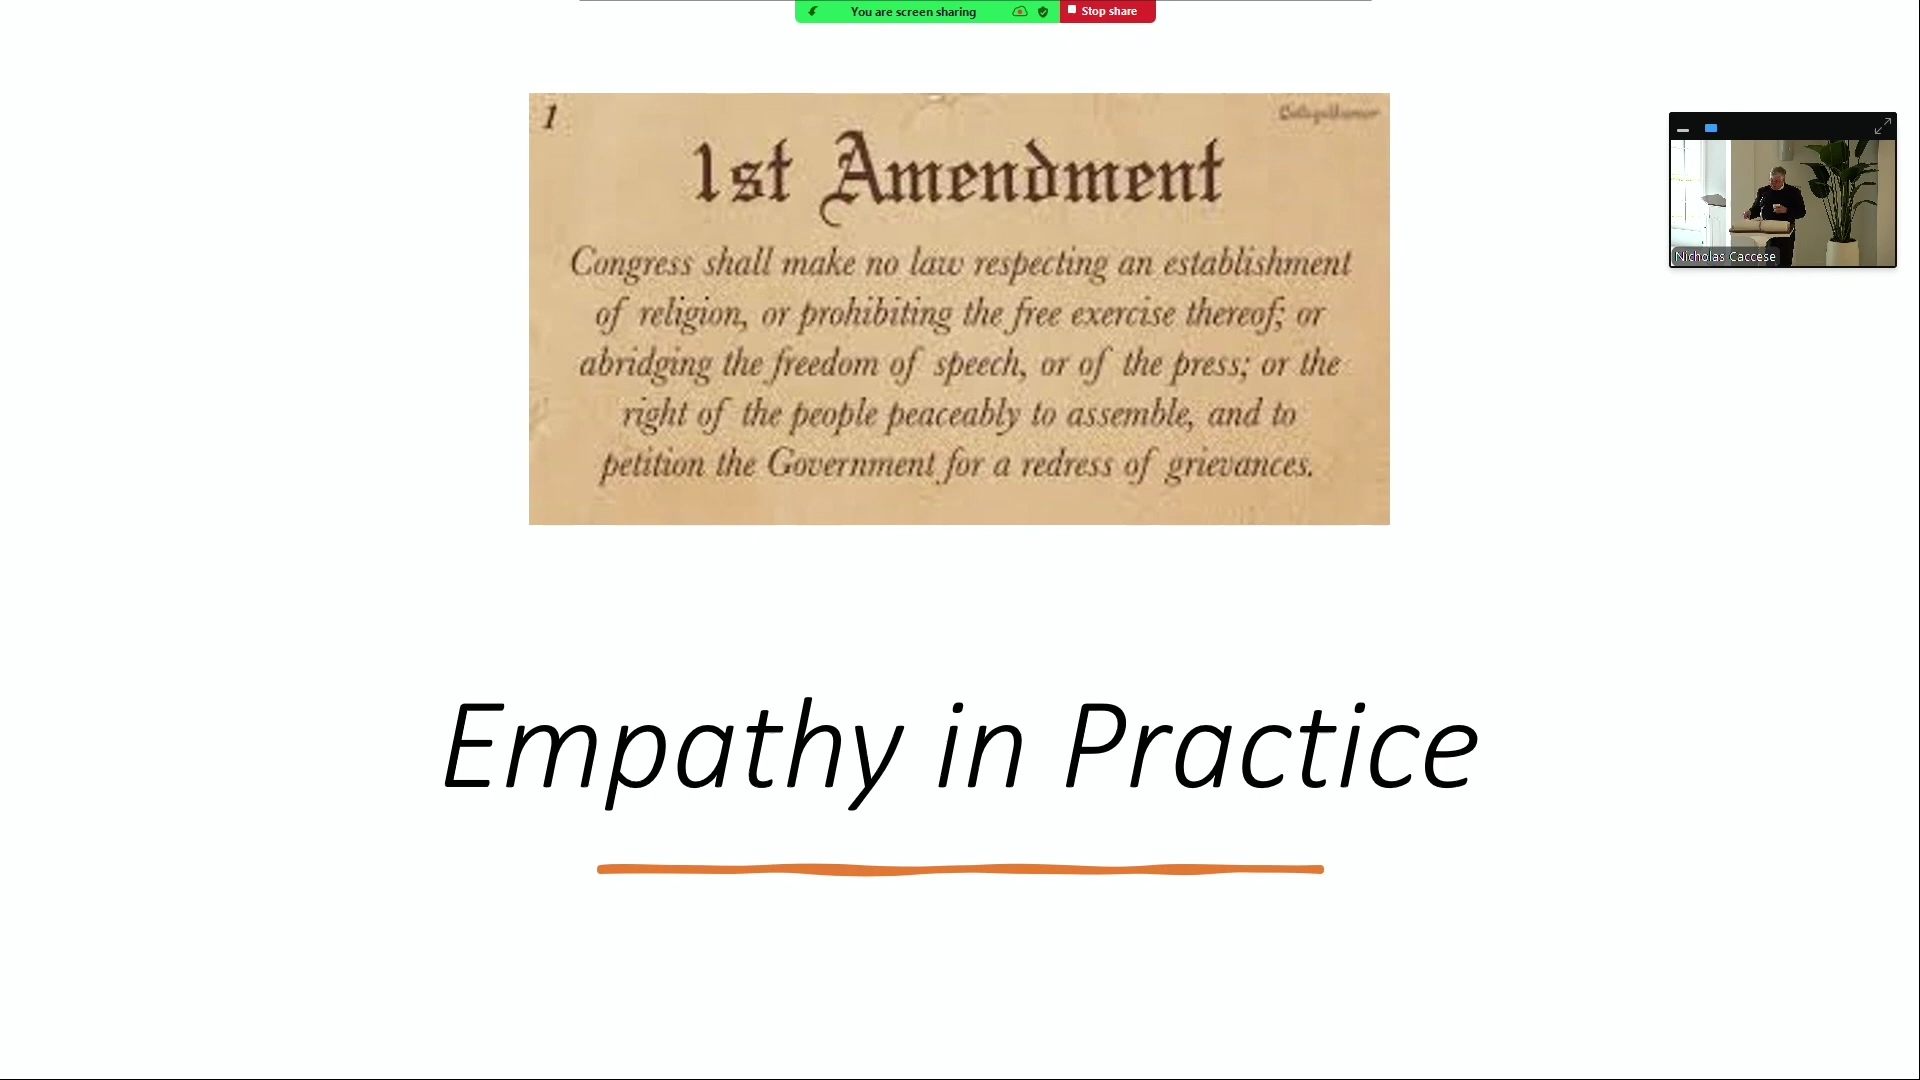 You are screen sharing
Stop share
1
CollegeHumor
1st Amendment
Congress shall make no law respecting an establishment
of religion, or prohibiting the free exercise thereof; or
abridging the freedom of speech, or of the press; or the
right of the people peaceably to assemble, and to
petition the Government for a redress of grievances.
Nicholas Caccese
Empathy in Practice